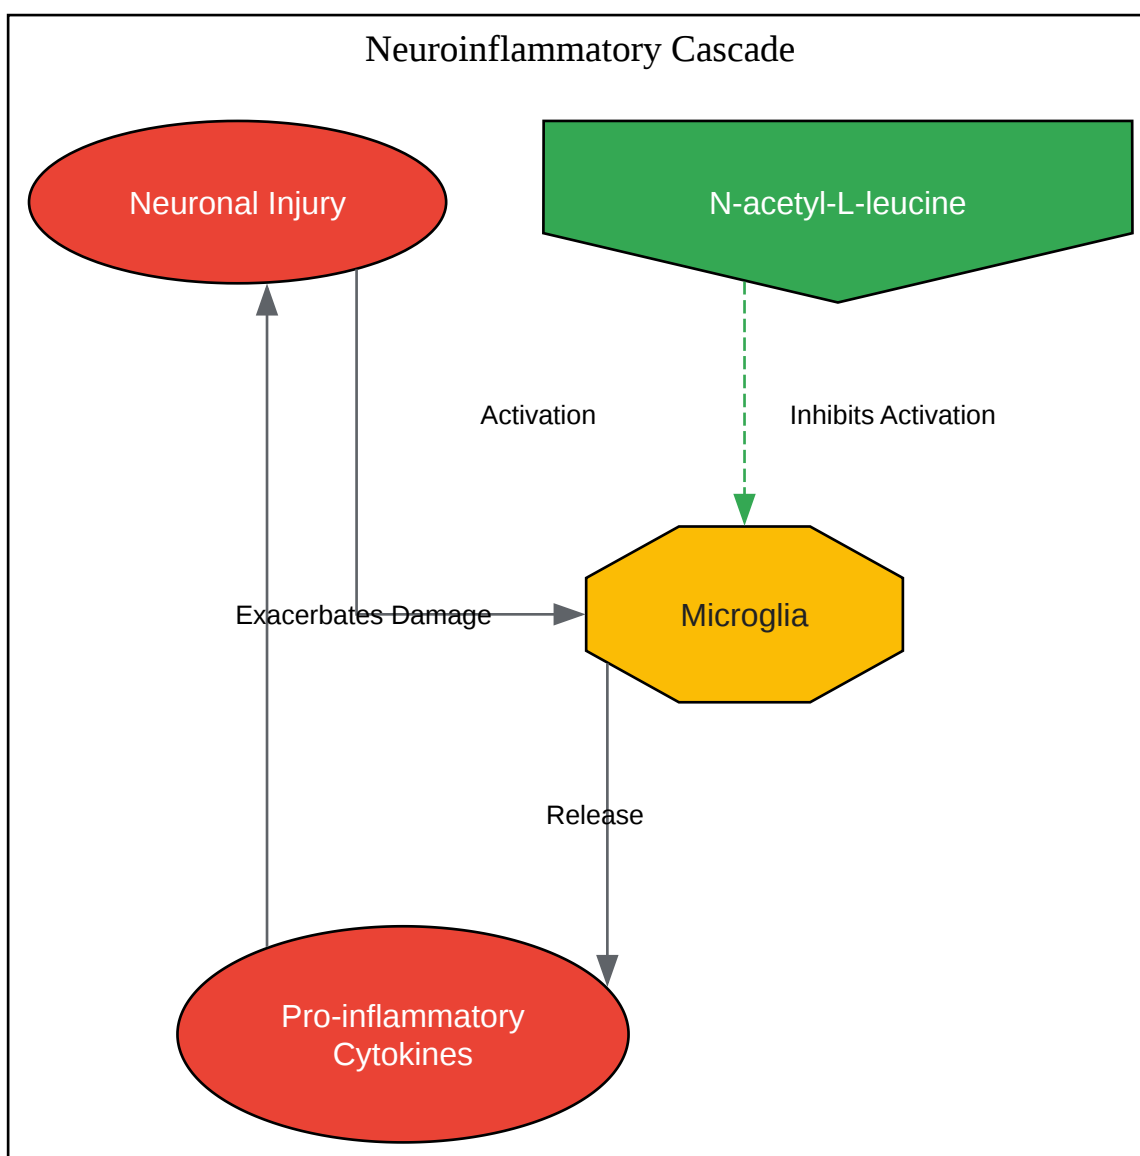 Neuroinflammatory Cascade
Neuronal Injury
N-acetyl-L-leucine
Activation
Inhibits Activation
Exacerbates Damage
Microglia
Release
Pro-inflammatory
Cytokines